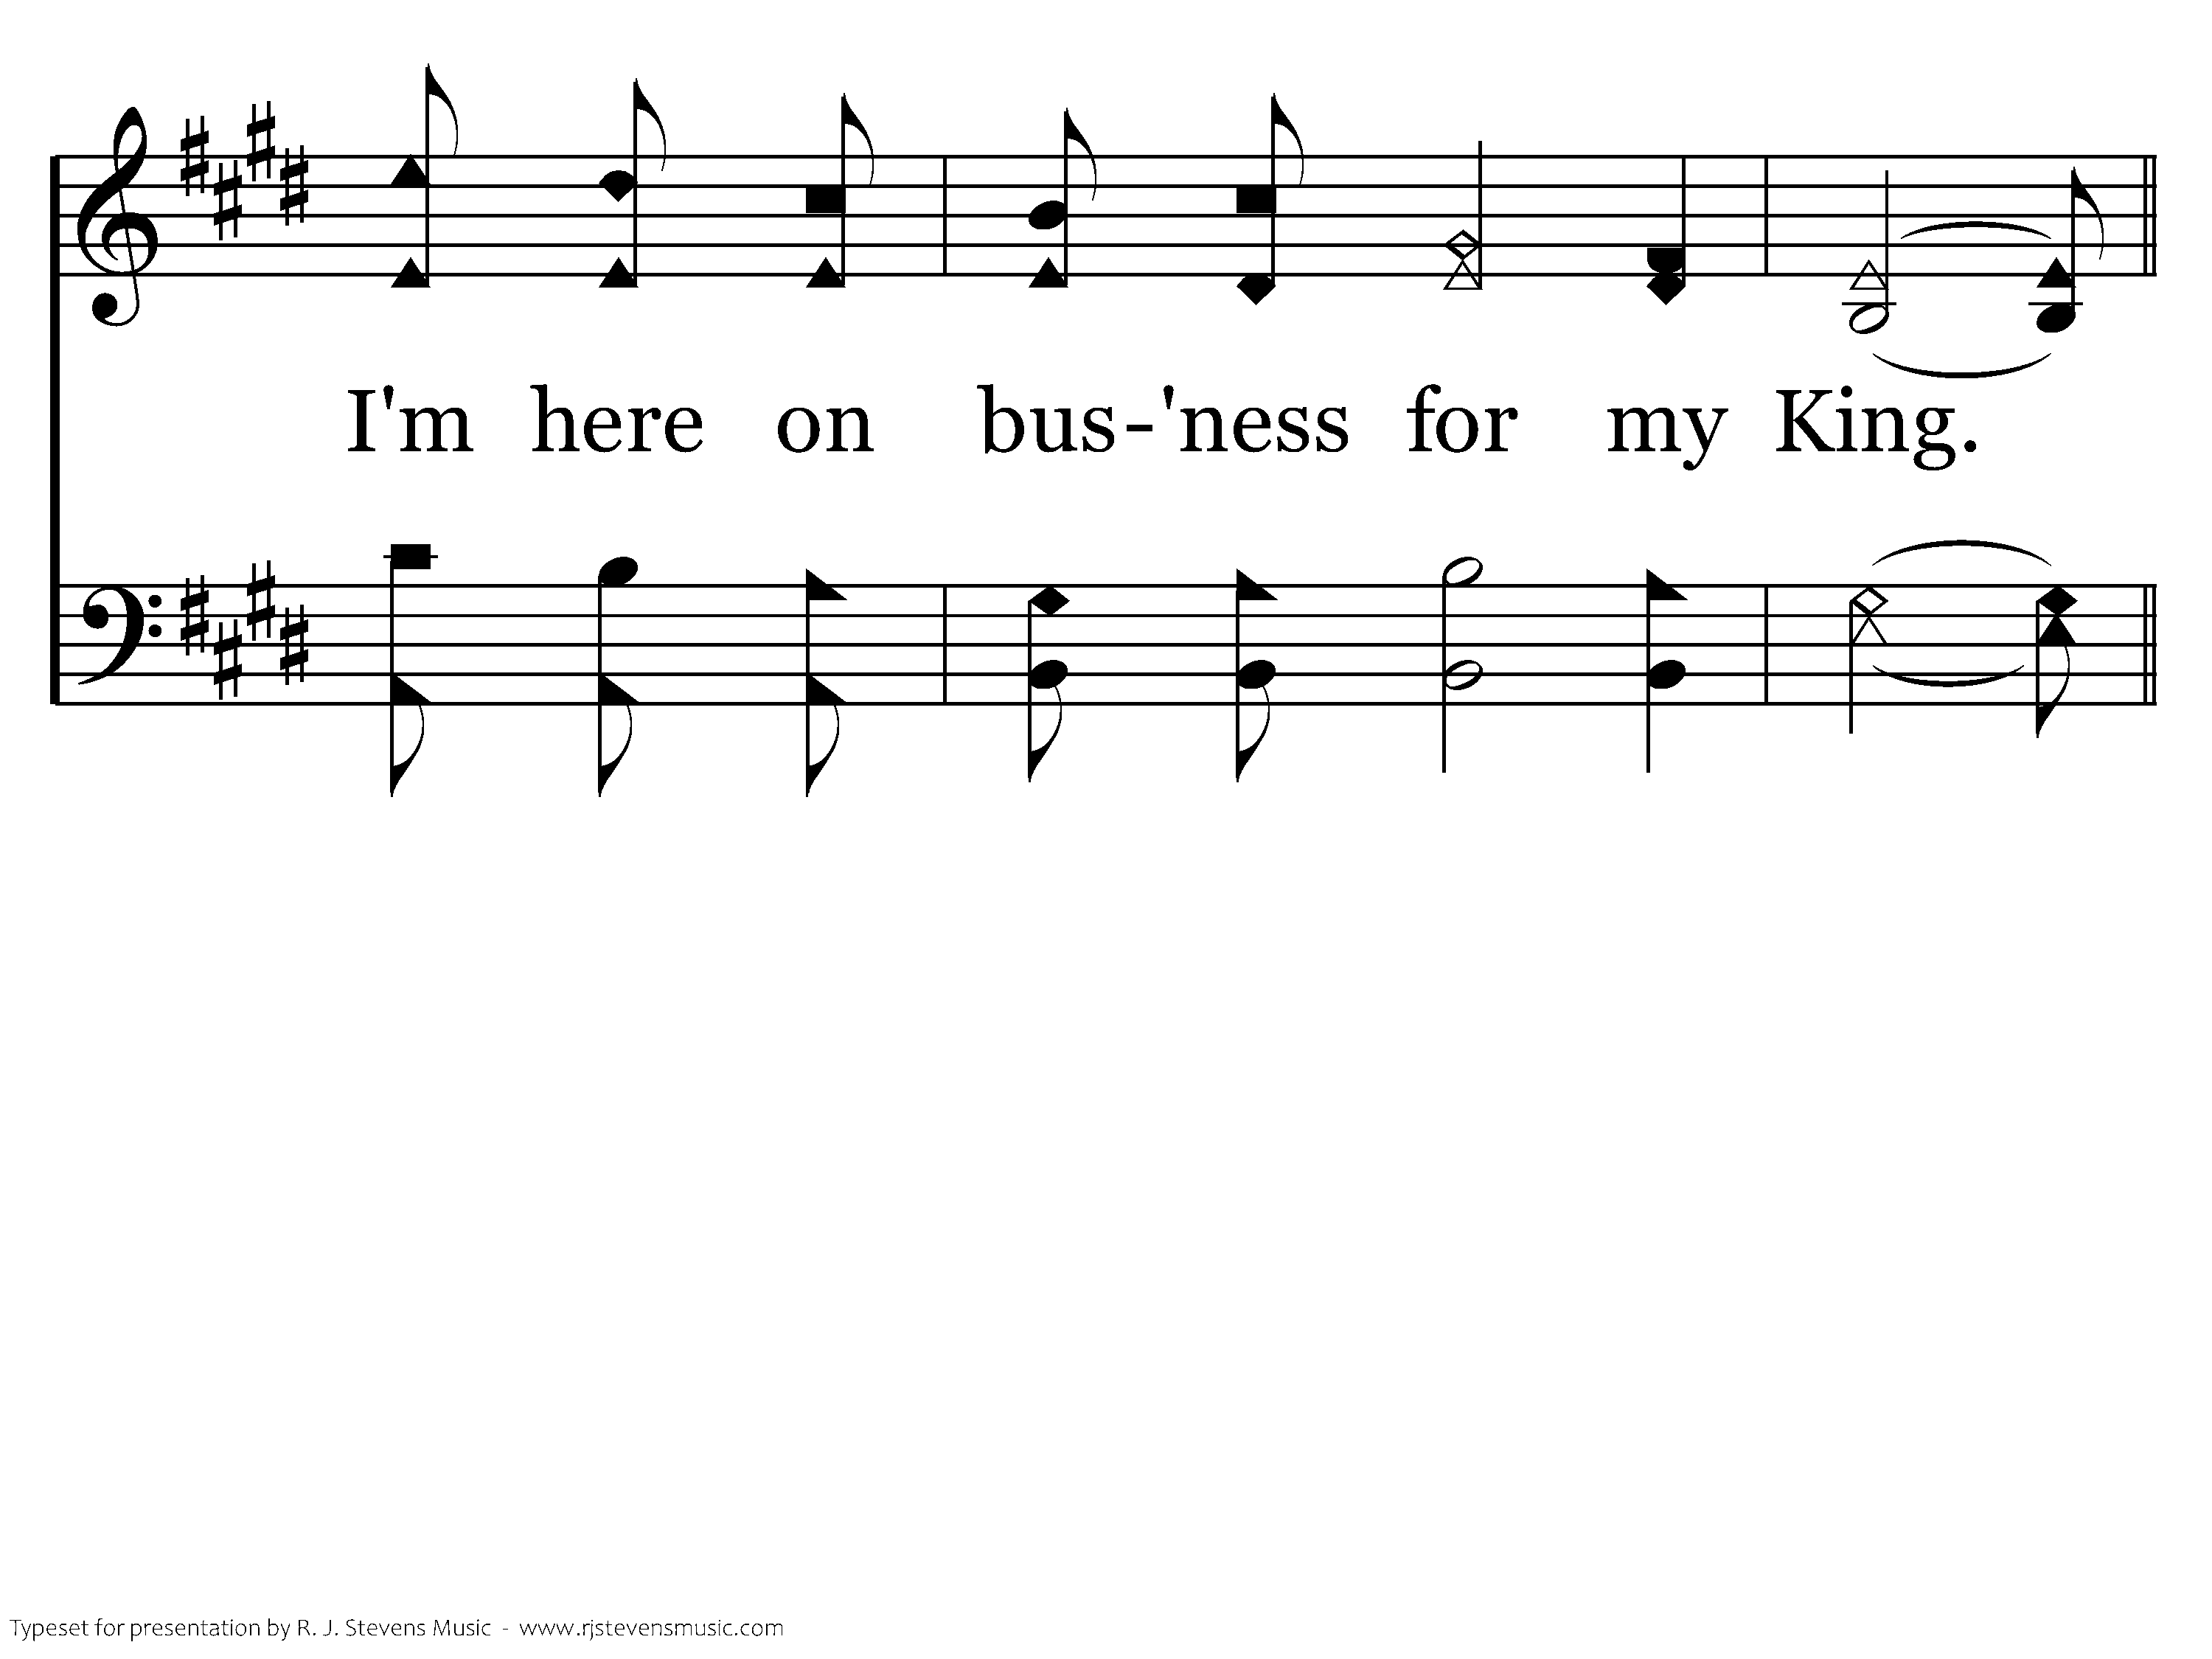 I'm here on bus-'ness for my King.
Typeset for presentation by R. J. Stevens Music - www.rjstevensmusic.com